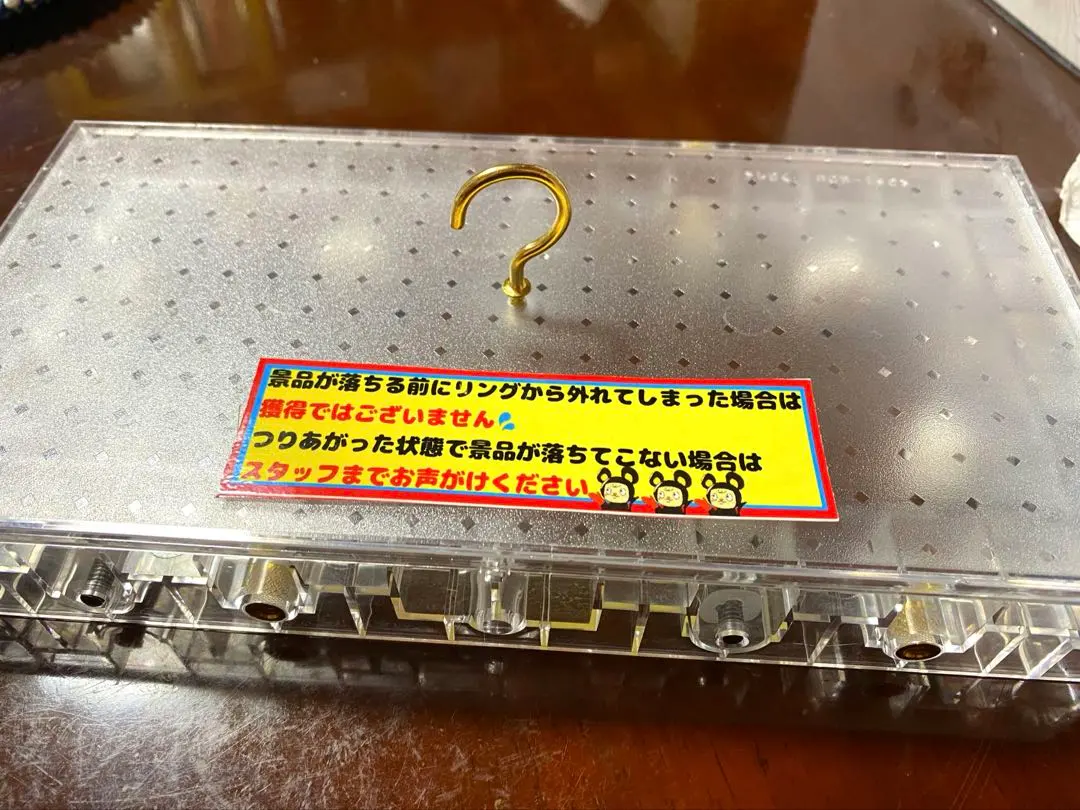 景品が落ちる前にリングから外れてしまった場合は
獲得ではございません💦
つりあがった状態で景品が落ちてこない場合は
スタッフまでお声がけください